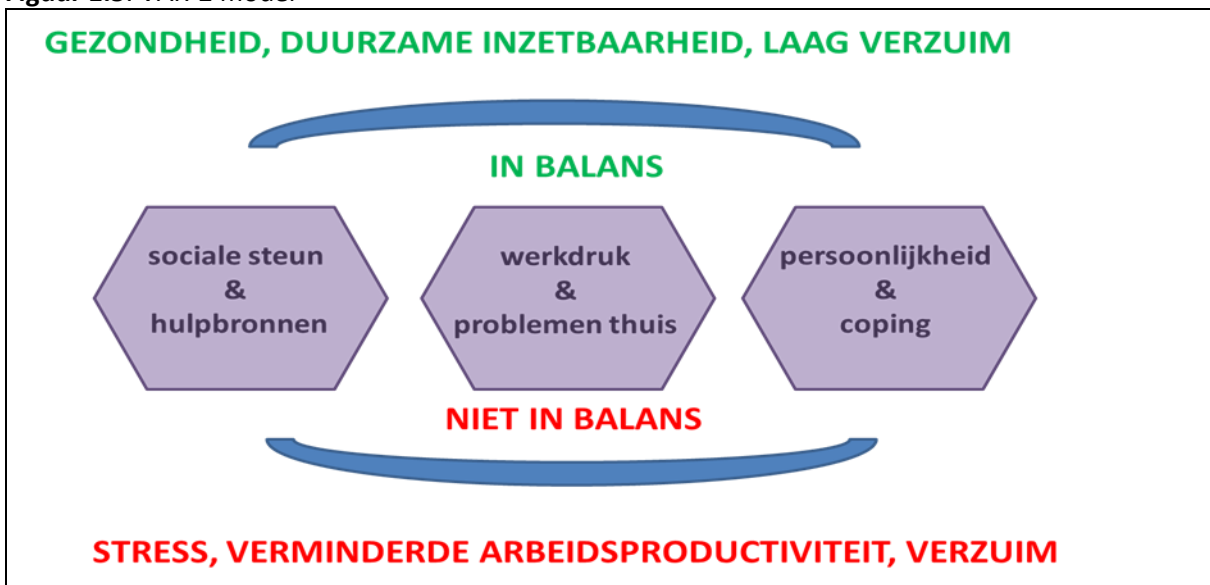 GEZONDHEID, DUURZAME INZETBAARHEID, LAAG VERZUIM
IN BALANS
sociale steun
&
hulpbronnen
werkdruk
&
problemen thuis
persoonlijkheid
&
coping
NIET IN BALANS
STRESS, VERMINDERDE ARBEIDSPRODUCTIVITEIT, VERZUIM